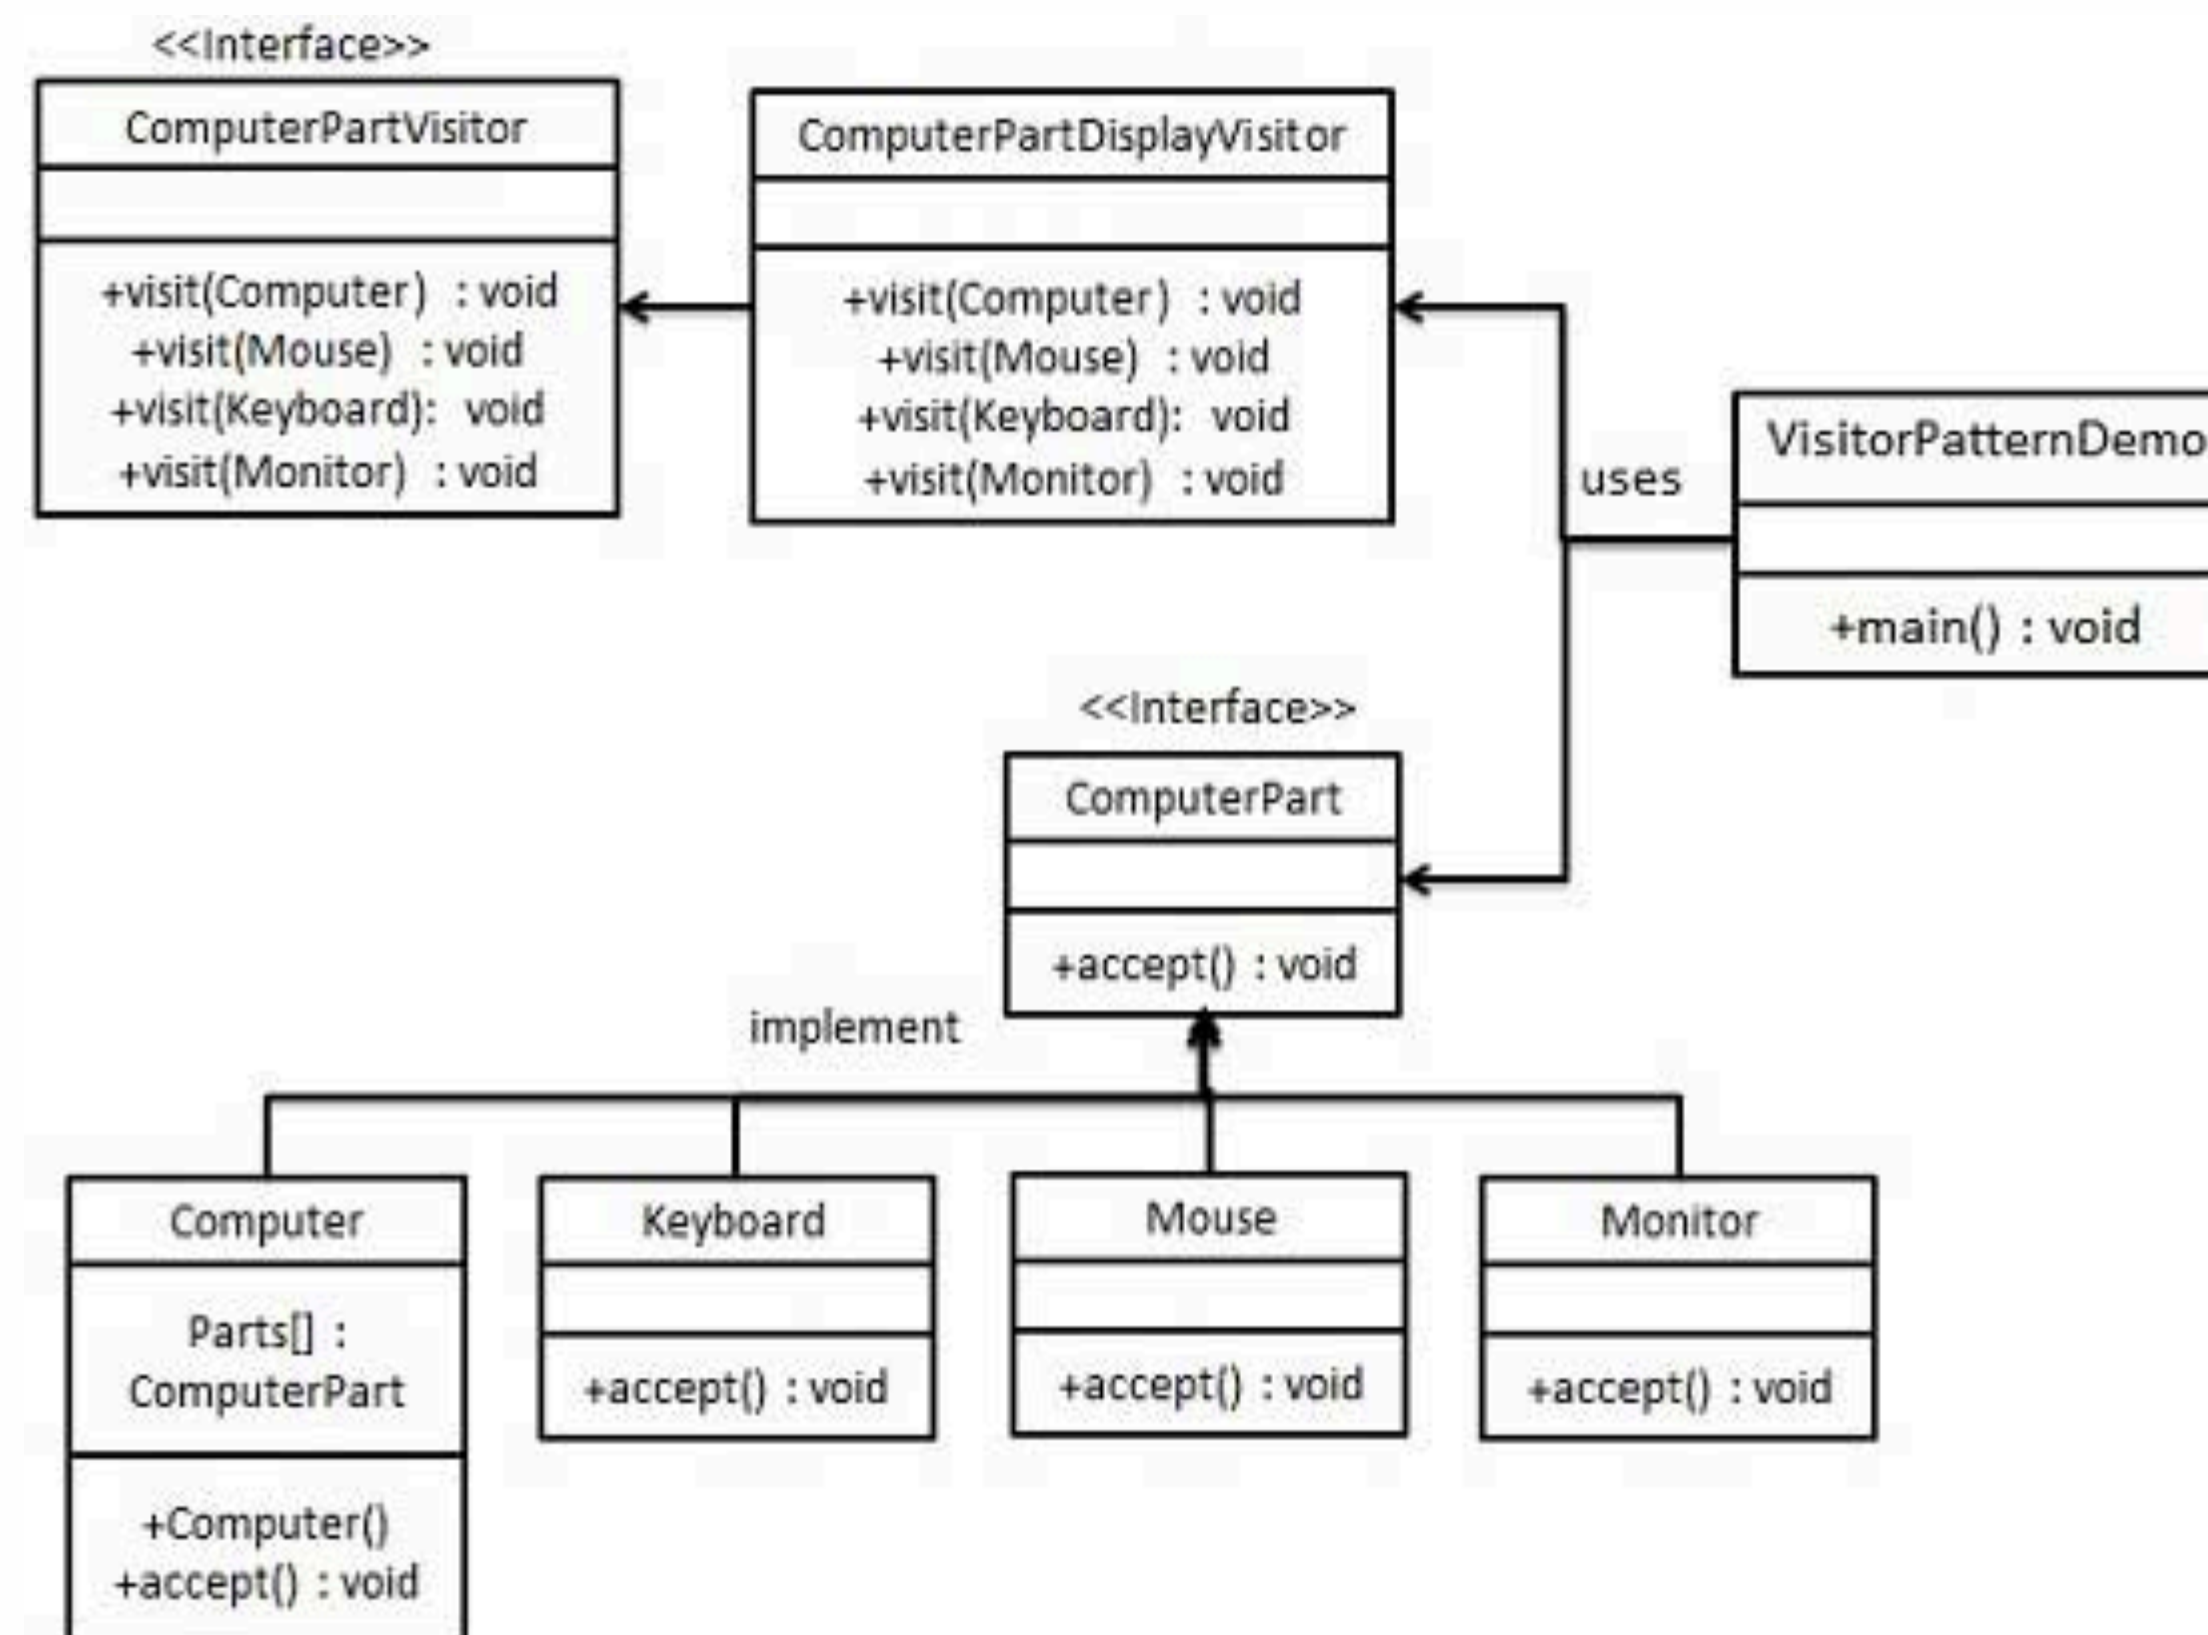 <<Interface>>
ComputerPartVisitor
+visit(Computer) : void
+visit(Mouse) : void
+visit(Keyboard): void
+visit(Monitor) : void
ComputerPartDisplayVisitor
+visit(Computer) : void
+visit(Mouse) : void
+visit(Keyboard): void
+visit(Monitor) : void
uses
VisitorPatternDemo
+main() : void
<<Interface>>
ComputerPart
+accept() : void
implement
Computer
Parts[] :
ComputerPart
+Computer()
+accept() : void
Keyboard
+accept() : void
Mouse
+accept() : void
Monitor
+accept() : void